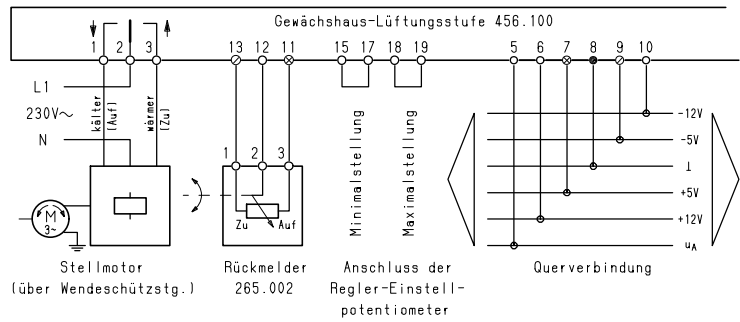 Gewächshaus-Lüftungsstufe 456.100
1 2 3 13 12 11 15 17 18 19 5 6 7 8 9 10
L1
230V~
N
kälter
(Auf)
wärmer
(Zu)
1 2 3
Zu Auf
M
3~
Minimalstellung
Maximalstellung
-12V
-5V
⊥
+5V
+12V
uA
Stellmotor
(über Wendeschützstg.)
Rückmelder
265.002
Anschluss der
Regler-Einstell-
potentiometer
Querverbindung